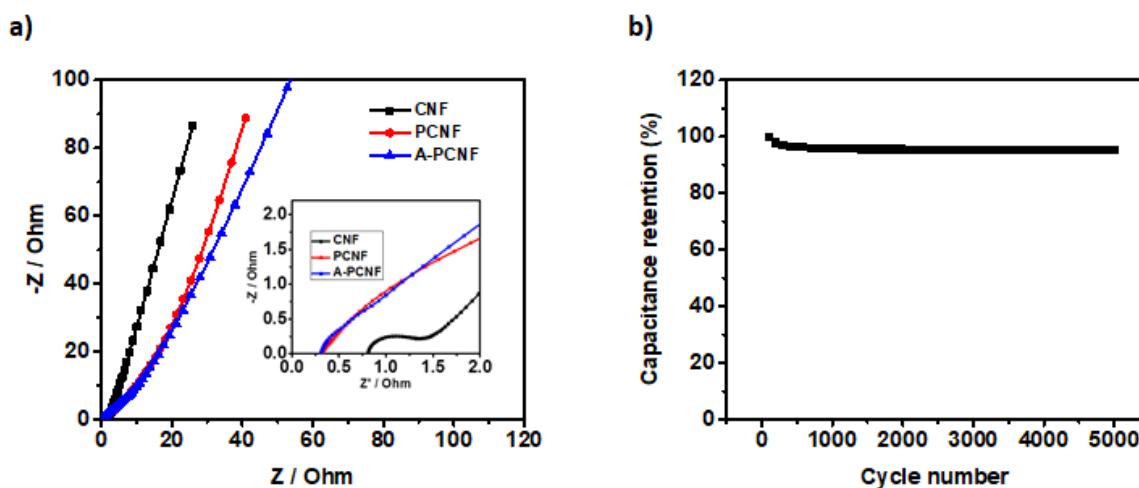 a)
100
80
60
40
20
0
-Z / Ohm
0 20 40 60 80 100 120
Z / Ohm
CNF
PCNF
A-PCNF
2.0
1.5
1.0
0.5
0.0
-Z / Ohm
0.0 0.5 1.0 1.5 2.0
Z' / Ohm
CNF
PCNF
A-PCNF
b)
120
100
80
60
40
20
0
Capacitance retention (%)
0 1000 2000 3000 4000 5000
Cycle number